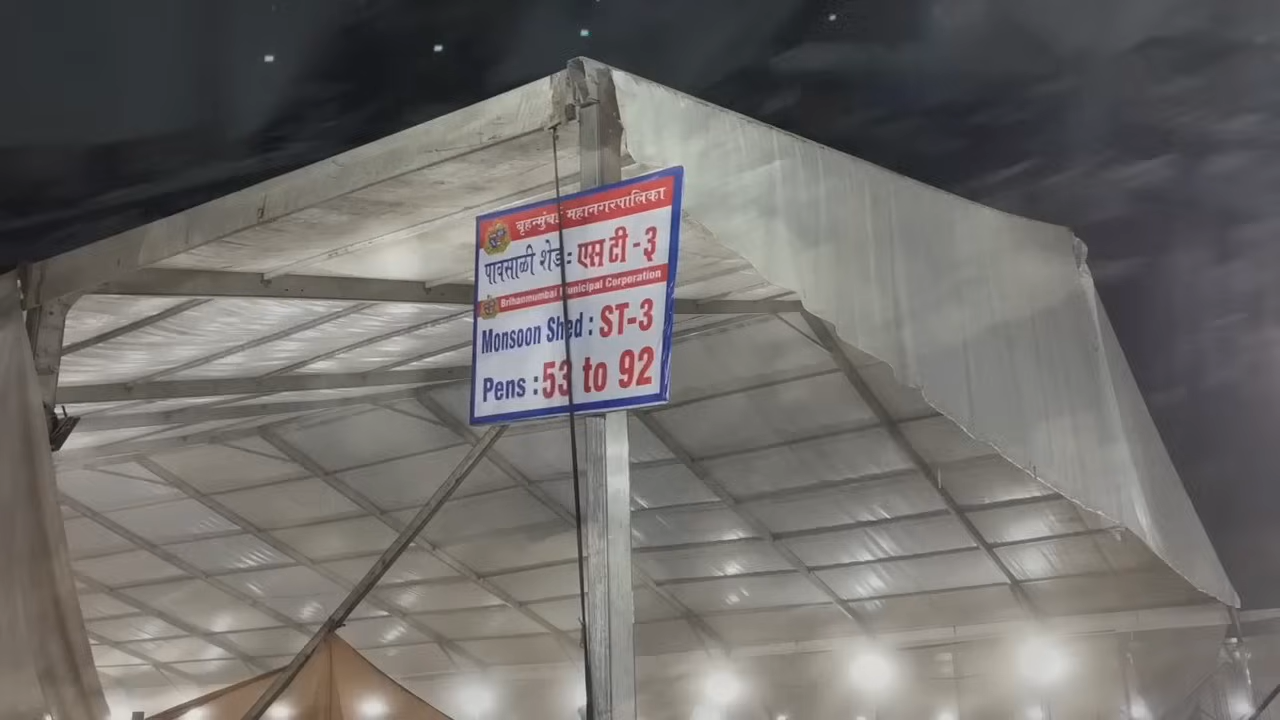 बृहन्मुंबई महानगरपालिका
पावसाळी शेड : एस टी -३
Brihanmumbai Municipal Corporation
Monsoon Shed : ST-3
Pens : 53 to 92